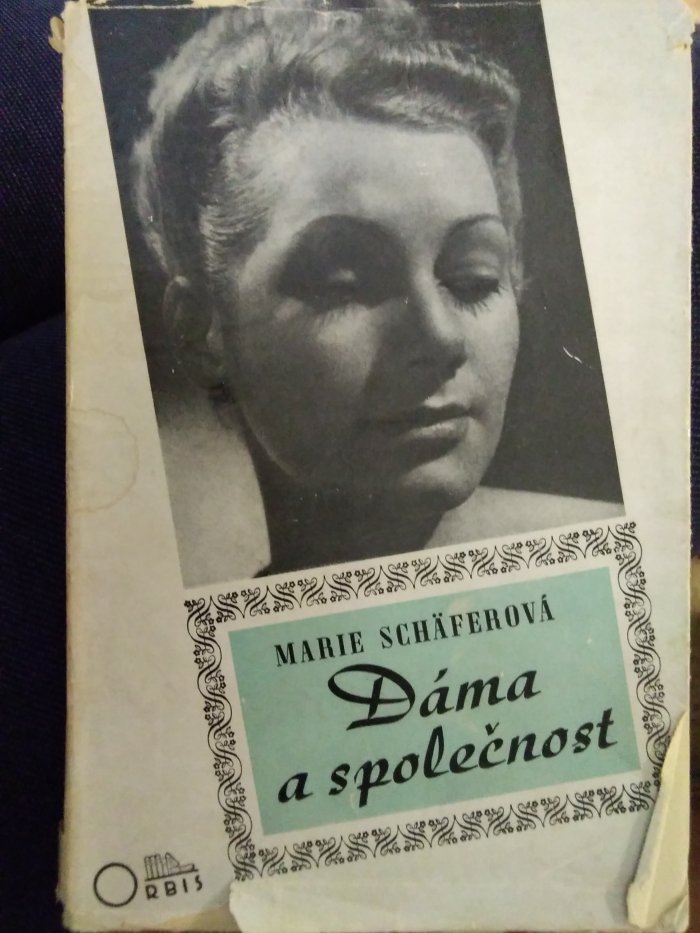 MARIE SCHÄFEROVÁ
Dáma
a společnost
ORBIS